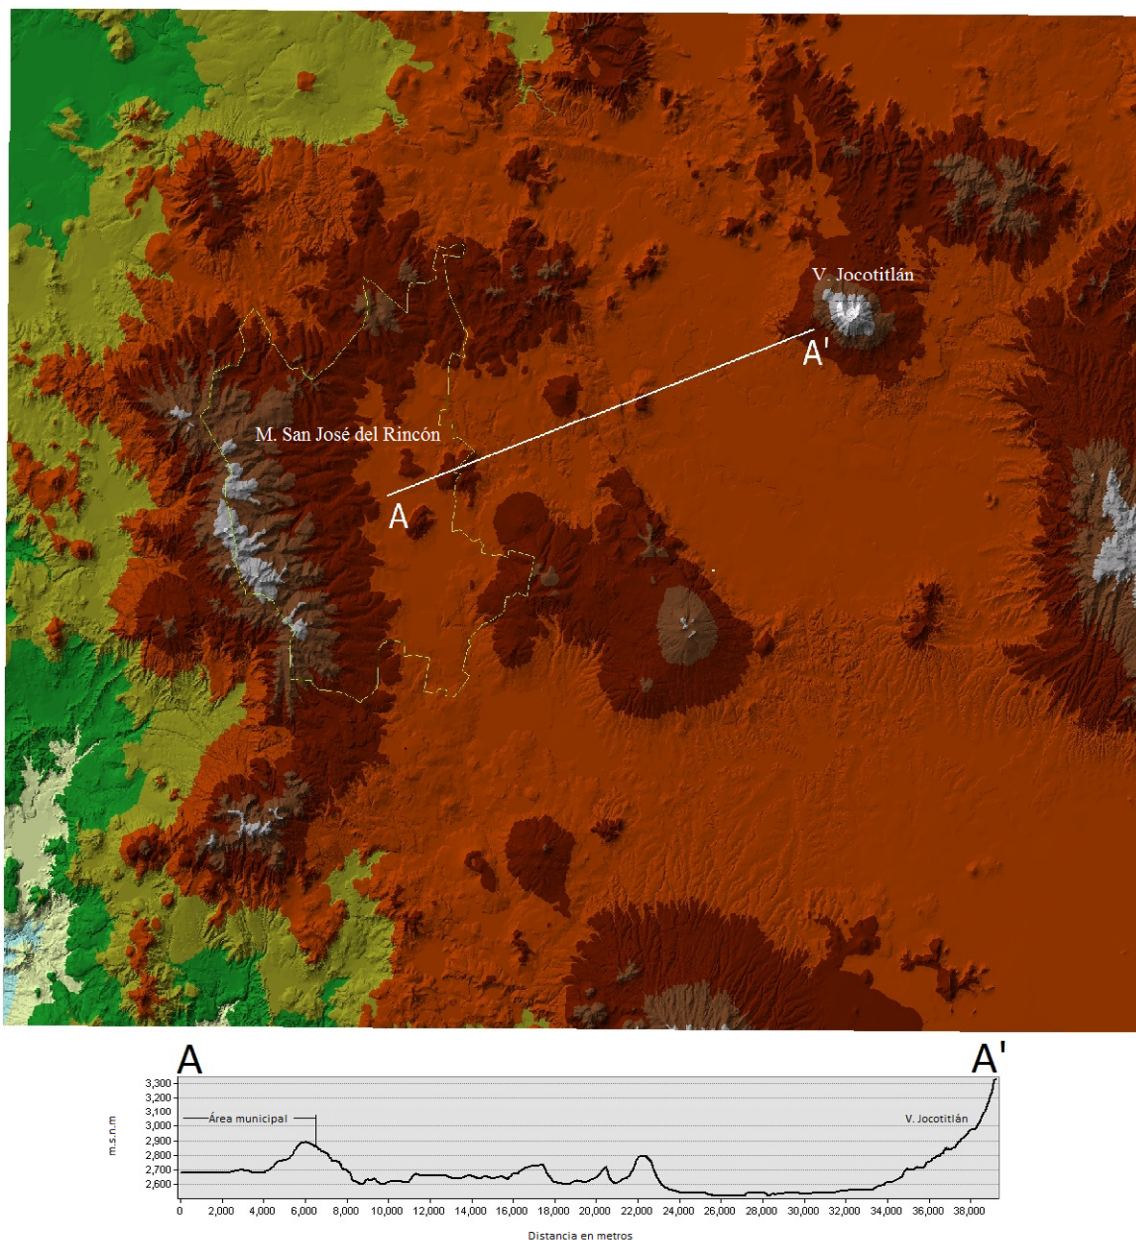 V. Jocotitlán
A'
M. San José del Rincón
A
A A'
3,300
3,200
3,100
3,000
2,900
2,800
2,700
2,600
m.s.n.m
Área municipal
V. Jocotitlán
0 2,000 4,000 6,000 8,000 10,000 12,000 14,000 16,000 18,000 20,000 22,000 24,000 26,000 28,000 30,000 32,000 34,000 36,000 38,000
Distancia en metros